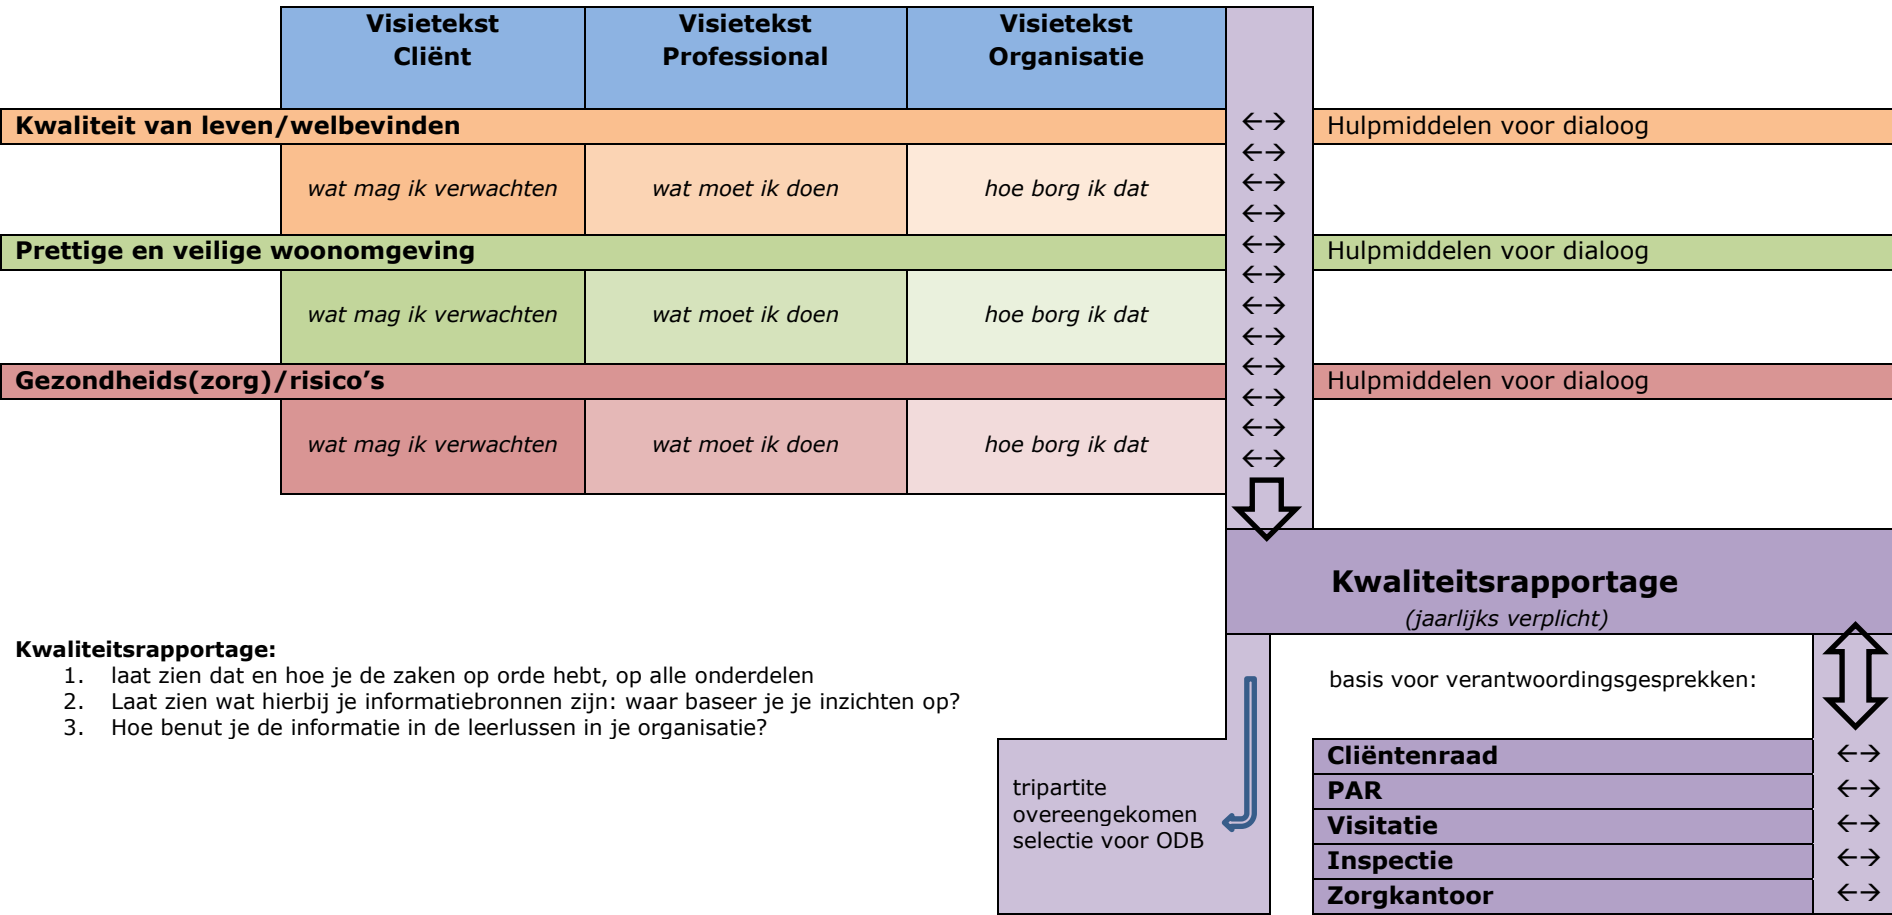 Visietekst
Cliënt
Visietekst
Professional
Visietekst
Organisatie
Kwaliteit van leven/welbevinden
←→
Hulpmiddelen voor dialoog
←→
wat mag ik verwachten
wat moet ik doen
hoe borg ik dat
←→
←→
Prettige en veilige woonomgeving
←→
Hulpmiddelen voor dialoog
←→
wat mag ik verwachten
wat moet ik doen
hoe borg ik dat
←→
←→
Gezondheids(zorg)/risico’s
←→
Hulpmiddelen voor dialoog
←→
wat mag ik verwachten
wat moet ik doen
hoe borg ik dat
←→
←→
Kwaliteitsrapportage
(jaarlijks verplicht)
Kwaliteitsrapportage:
1. laat zien dat en hoe je de zaken op orde hebt, op alle onderdelen
2. Laat zien wat hierbij je informatiebronnen zijn: waar baseer je je inzichten op?
3. Hoe benut je de informatie in de leerlussen in je organisatie?
tripartite
overeengekomen
selectie voor ODB
basis voor verantwoordingsgesprekken:
Cliëntenraad ←→
PAR ←→
Visitatie ←→
Inspectie ←→
Zorgkantoor ←→